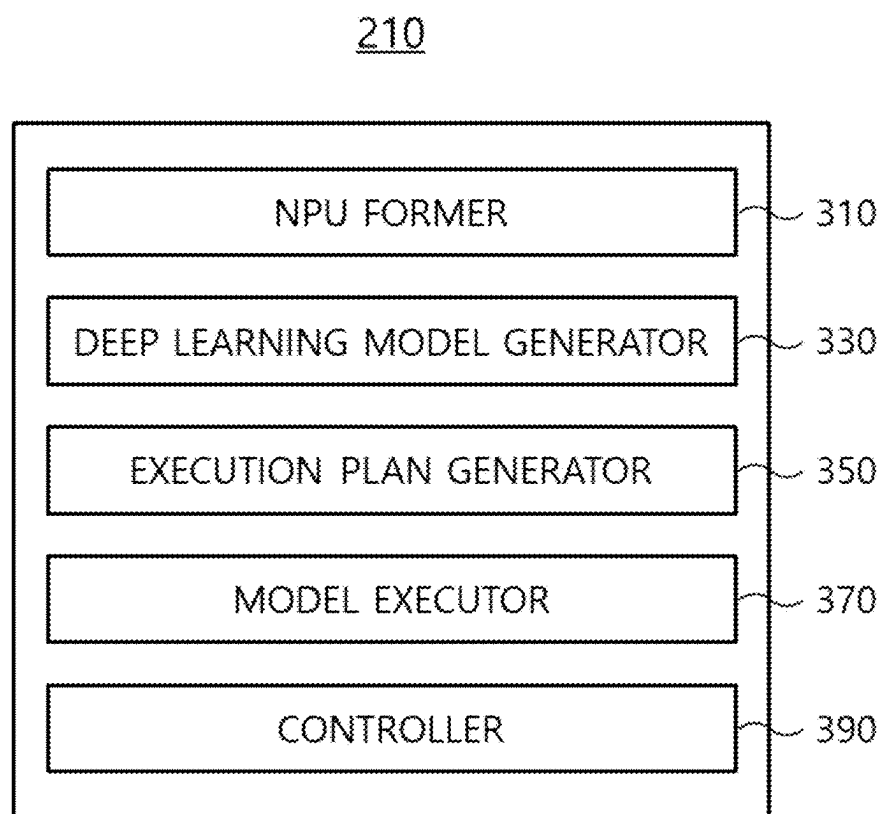 210
NPU FORMER 310
DEEP LEARNING MODEL GENERATOR 330
EXECUTION PLAN GENERATOR 350
MODEL EXECUTOR 370
CONTROLLER 390